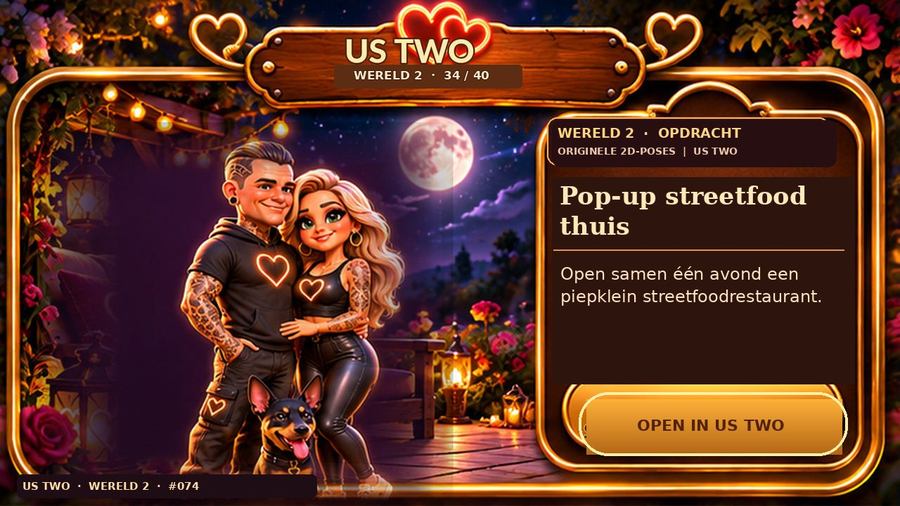 US TWO
WERELD 2 · 34 / 40
WERELD 2 · OPDRACHT
ORIGINELE 2D-POSES | US TWO
Pop-up streetfood
thuis
Open samen één avond een
piepklein streetfoodrestaurant.
OPEN IN US TWO
US TWO · WERELD 2 · #074